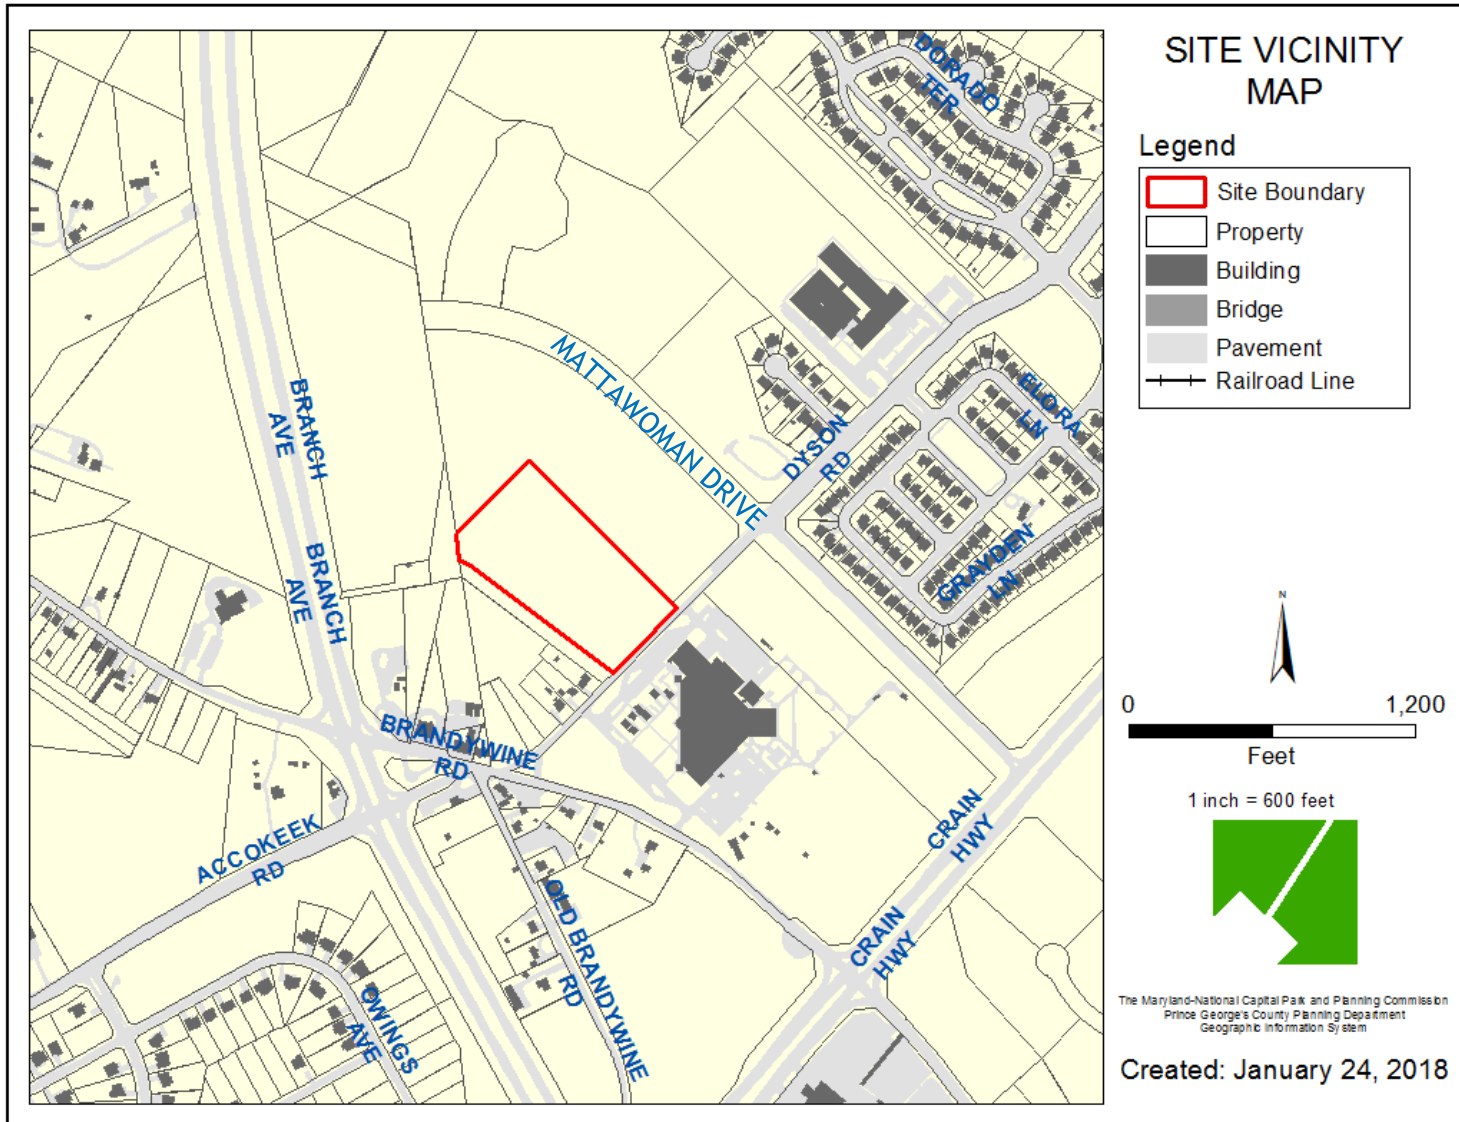 DORADO
TER
BRANCH
AVE
MATTAWOMAN DRIVE
DYSON
RD
ELORA
LN
BRANCH
AVE
GRAYDEN
LN
BRANDYWINE
RD
ACCOKEEK
RD
OLD BRANDYWINE
RD
CRAIN
HWY
CRAIN
HWY
OWINGS
AVE
SITE VICINITY
MAP
Legend
Site Boundary
Property
Building
Bridge
Pavement
Railroad Line
N
0 1,200
Feet
1 inch = 600 feet
The Maryland-National Capital Park and Planning Commission
Prince George's County Planning Department
Geographic Information System
Created: January 24, 2018